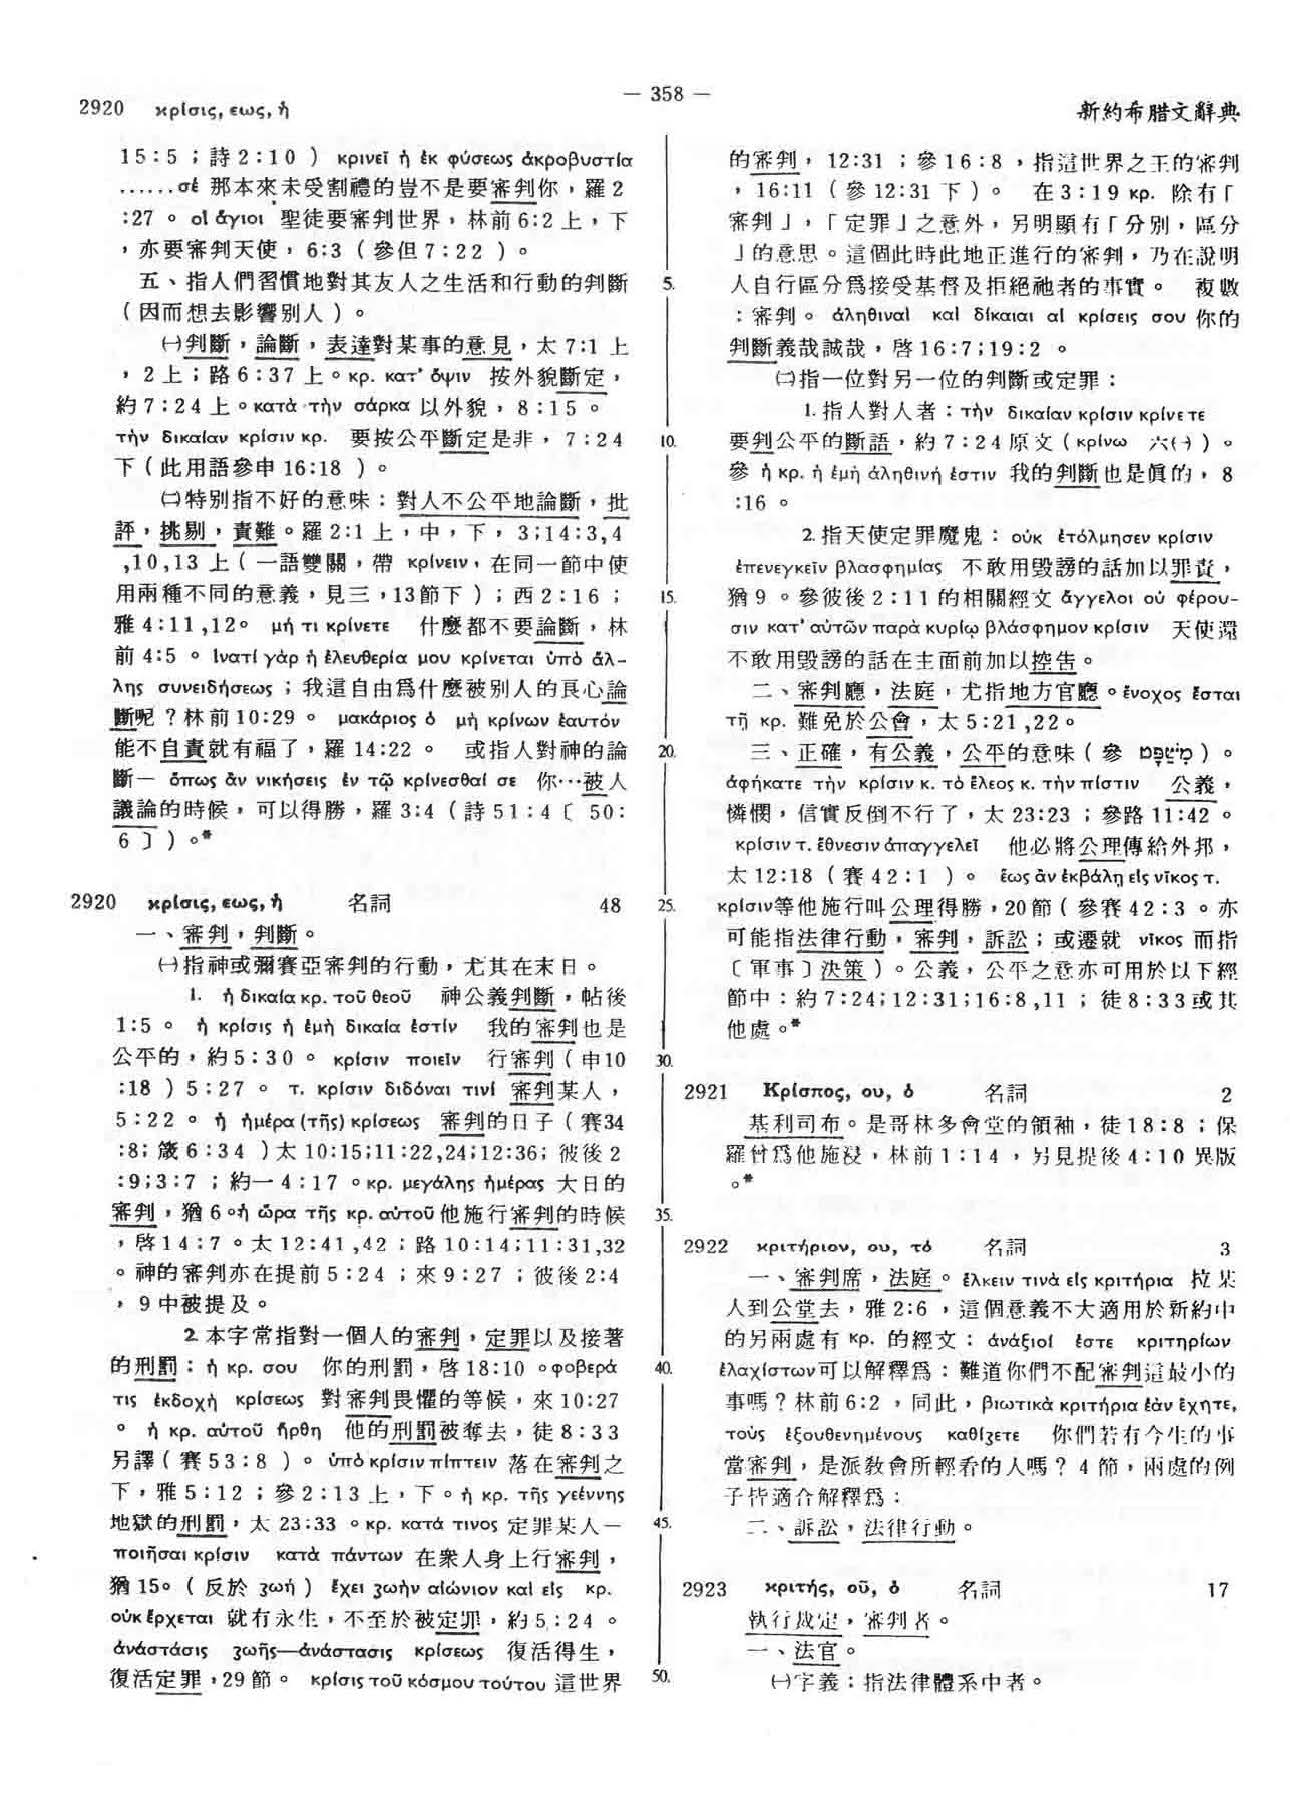 — 358 —
2920 κρίσις, εως, ἡ
新約希腊文辭典
15:5；詩2:10） κρινεῖ ἡ ἐκ φύσεως ἀκροβυστία
……σέ 那本來未受割禮的豈不是要審判你，羅2
:27。 οἱ ἅγιοι 聖徒要審判世界，林前6:2上，下
，亦要審判天使，6:3（參但7:22）。
五、指人們習慣地對其友人之生活和行動的判斷
（因而想去影響别人）。
㈠判斷，論斷，表達對某事的意見，太7:1上
，2上；路6:37上。κρ. κατ' ὄψιν 按外貌斷定，
約7:24上。κατὰ τὴν σάρκα 以外貌，8:15。
τὴν δικαίαν κρίσιν κρ. 要按公平斷定是非，7:24
下（此用語參申16:18）。
㈡特别指不好的意味：對人不公平地論斷，批
評，挑剔，責難。羅2:1上，中，下，3;14:3,4
,10,13上（一語雙關，帶 κρίνειν，在同一節中使
用兩種不同的意義，見三，13節下）；西2:16；
雅4:11,12。 μή τι κρίνετε 什麼都不要論斷，林
前4:5。 ἱνατί γὰρ ἡ ἐλευθερία μου κρίνεται ὑπὸ ἄλ-
λης συνειδήσεως；我這自由爲什麼被别人的良心論
斷呢？林前10:29。 μακάριος ὁ μὴ κρίνων ἑαυτόν
能不自責就有福了，羅14:22。 或指人對神的論
斷— ὅπως ἂν νικήσεις ἐν τῷ κρίνεσθαί σε 你…被人
議論的時候，可以得勝，羅3:4（詩51:4〔50:
6〕）。*
2920 κρίσις, εως, ἡ 名詞 48
一、審判，判斷。
㈠指神或彌賽亞審判的行動，尤其在末日。
1. ἡ δικαία κρ. τοῦ θεοῦ 神公義判斷，帖後
1:5。 ἡ κρίσις ἡ ἐμὴ δικαία ἐστίν 我的審判也是
公平的，約5:30。 κρίσιν ποιεῖν 行審判（申10
:18）5:27。 τ. κρίσιν διδόναι τινί 審判某人，
5:22。 ἡ ἡμέρα (τῆς) κρίσεως 審判的日子（賽34
:8; 箴6:34）太10:15;11:22,24;12:36; 彼後2
:9;3:7；約一4:17。κρ. μεγάλης ἡμέρας 大日的
審判，猶6。ἡ ὥρα τῆς κρ. αὐτοῦ 他施行審判的時候
，啓14:7。太12:41,42；路10:14;11:31,32
。神的審判亦在提前5:24；來9:27；彼後2:4
，9中被提及。
2.本字常指對一個人的審判，定罪以及接著
的刑罰：ἡ κρ. σου 你的刑罰，啓18:10。φοβερά
τις ἐκδοχὴ κρίσεως 對審判畏懼的等候，來10:27
。 ἡ κρ. αὐτοῦ ἤρθη 他的刑罰被奪去，徒8:33
另譯（賽53:8）。 ὑπὸ κρίσιν πίπτειν 落在審判之
下，雅5:12；參2:13上，下。ἡ κρ. τῆς γεέννης
地獄的刑罰，太23:33。κρ. κατά τινος 定罪某人—
ποιῆσαι κρίσιν κατὰ πάντων 在衆人身上行審判，
猶15。（反於 ζωή）ἔχει ζωὴν αἰώνιον καὶ εἰς κρ.
οὐκ ἔρχεται 就有永生，不至於被定罪，約5:24。
ἀνάστασις ζωῆς—ἀνάστασις κρίσεως 復活得生，
復活定罪，29節。 κρίσις τοῦ κόσμου τούτου 這世界
5.
10.
15.
20.
25.
30.
35.
40.
45.
50.
的審判，12:31；參16:8，指這世界之王的審判
，16:11（參12:31下）。 在3:19 κρ. 除有「
審判」，「定罪」之意外，另明顯有「分別，區分
」的意思。這個此時此地正進行的審判，乃在說明
人自行區分爲接受基督及拒絕祂者的事實。 複數
：審判。 ἀληθιναὶ καὶ δίκαιαι αἱ κρίσεις σου 你的
判斷義哉誠哉，啓16:7;19:2。
㈡指一位對另一位的判斷或定罪：
1.指人對人者：τὴν δικαίαν κρίσιν κρίνετε
要判公平的斷語，約7:24原文（κρίνω 六㈠）。
參 ἡ κρ. ἡ ἐμὴ ἀληθινή ἐστιν 我的判斷也是眞的，8
:16。
2.指天使定罪魔鬼：οὐκ ἐτόλμησεν κρίσιν
ἐπενεγκεῖν βλασφημίας 不敢用毀謗的話加以罪責，
猶9。參彼後2:11的相關經文 ἄγγελοι οὐ φέρου-
σιν κατ' αὐτῶν παρὰ κυρίῳ βλάσφημον κρίσιν 天使還
不敢用毀謗的話在主面前加以控告。
二、審判廳，法庭，尤指地方官廳。ἔνοχος ἔσται
τῇ κρ. 難免於公會，太5:21,22。
三、正確，有公義，公平的意味（參 מִשְׁפָּט）。
ἀφήκατε τὴν κρίσιν κ. τὸ ἔλεος κ. τὴν πίστιν 公義，
憐憫，信實反倒不行了，太23:23；參路11:42。
κρίσιν τ. ἔθνεσιν ἀπαγγελεῖ 他必將公理傳給外邦，
太12:18（賽42:1）。 ἕως ἂν ἐκβάλῃ εἰς νῖκος τ.
κρίσιν等他施行叫公理得勝，20節（參賽42:3。亦
可能指法律行動，審判，訴訟；或遷就 νῖκος 而指
〔軍事〕決策）。公義，公平之意亦可用於以下經
節中：約7:24;12:31;16:8,11；徒8:33或其
他處。*
2921 Κρίσπος, ου, ὁ 名詞 2
基利司布。是哥林多會堂的領袖，徒18:8；保
羅曾爲他施浸，林前1:14，另見提後4:10異版
。*
2922 κριτήριον, ου, τό 名詞 3
一、審判席，法庭。ἕλκειν τινὰ εἰς κριτήρια 拉某
人到公堂去，雅2:6，這個意義不大適用於新約中
的另兩處有 κρ. 的經文：ἀνάξιοί ἐστε κριτηρίων
ἐλαχίστων可以解釋爲：難道你們不配審判這最小的
事嗎？林前6:2，同此，βιωτικὰ κριτήρια ἐὰν ἔχητε,
τοὺς ἐξουθενημένους καθίζετε 你們若有今生的事
當審判，是派教會所輕看的人嗎？4節，兩處的例
子皆適合解釋爲：
二、訴訟，法律行動。
2923 κριτής, οῦ, ὁ 名詞 17
執行裁定，審判者。
一、法官。
㈠字義：指法律體系中者。